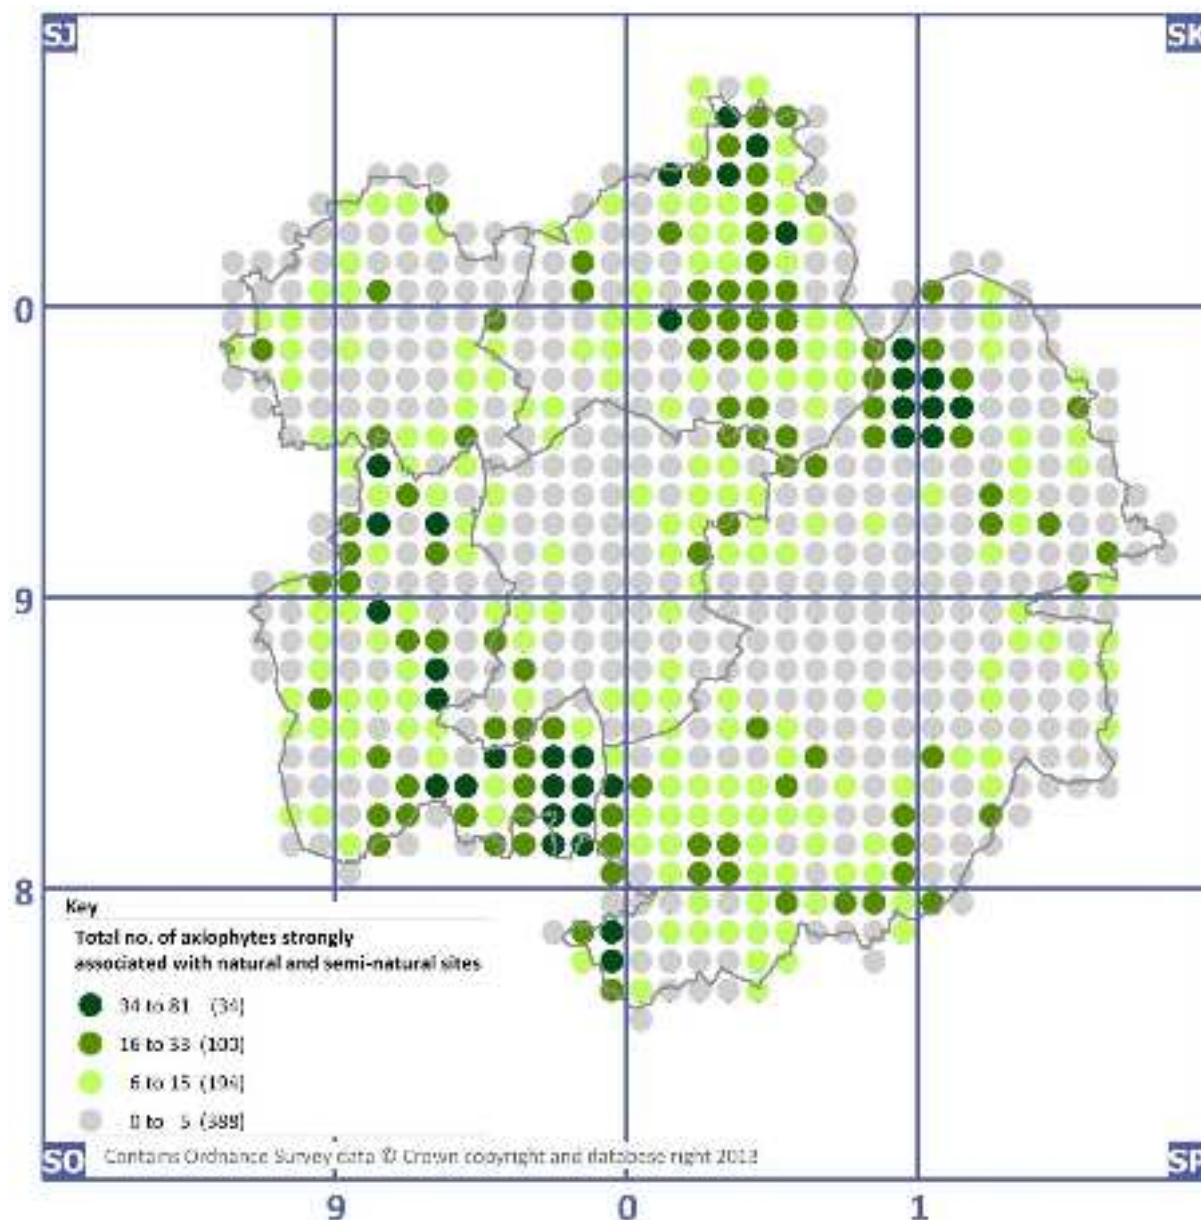 SJ
SK
0
9
8
Key
Total no. of axiophytes strongly
associated with natural and semi-natural sites
34 to 81 (34)
16 to 33 (103)
6 to 15 (194)
0 to 5 (388)
SO
Contains Ordnance Survey data © Crown copyright and database right 2013
SP
9
0
1